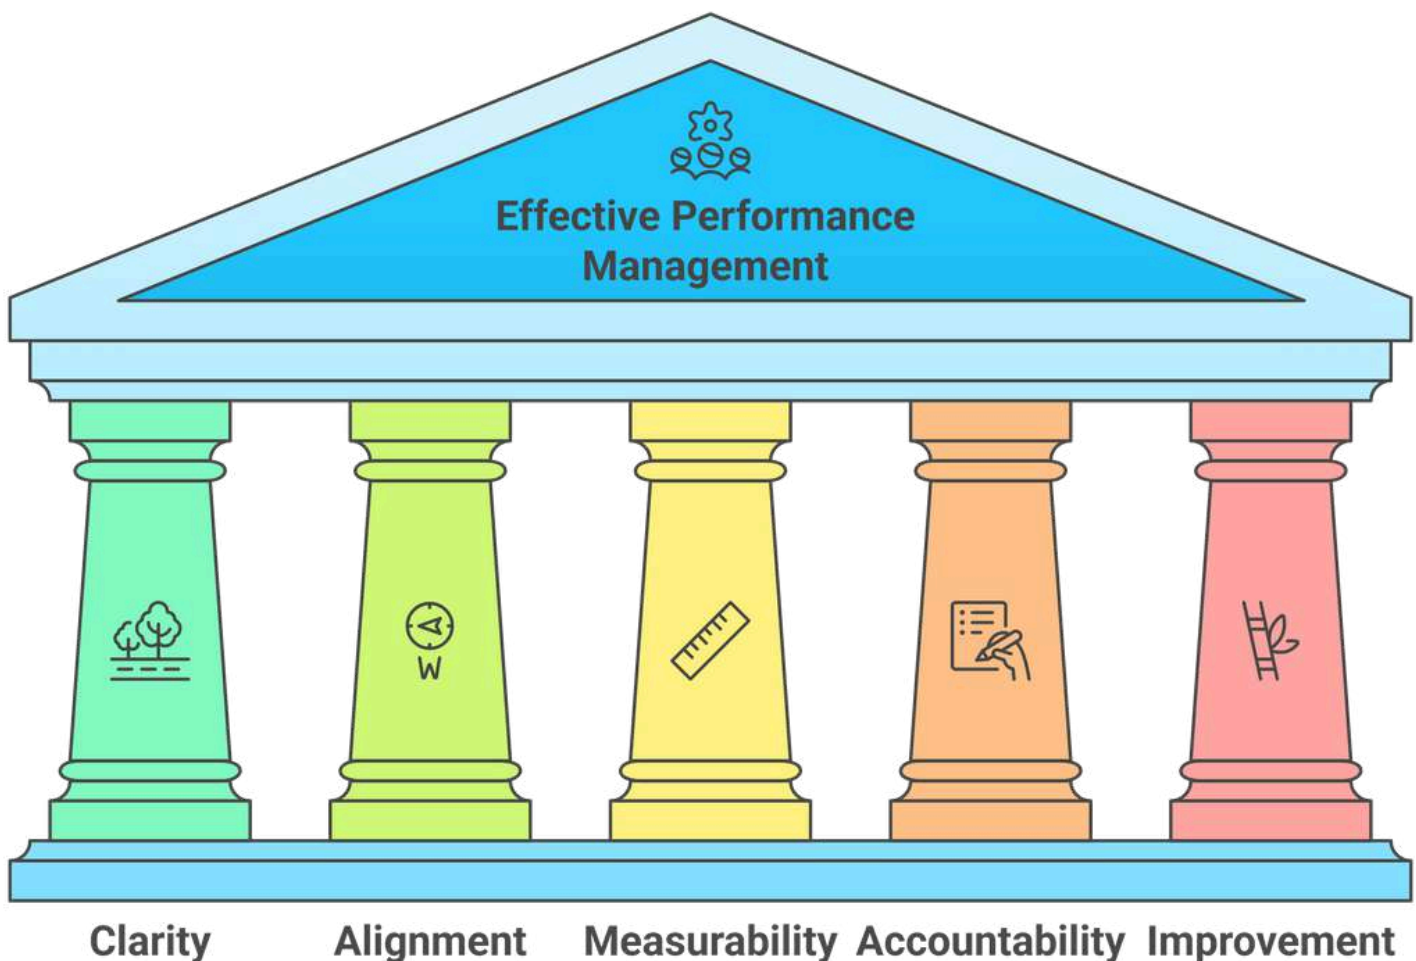 Effective Performance
Management
W
Clarity Alignment Measurability Accountability Improvement